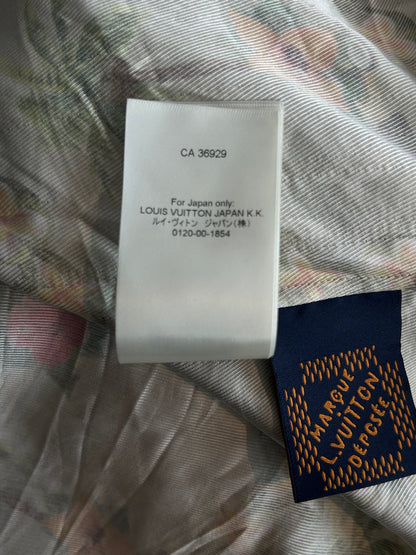 CA 36929
For Japan only:
LOUIS VUITTON JAPAN K.K.
ルイ・ヴィトン ジャパン(株)
0120-00-1854
MARQUE
L.VUITTON
DÉPOSÉE